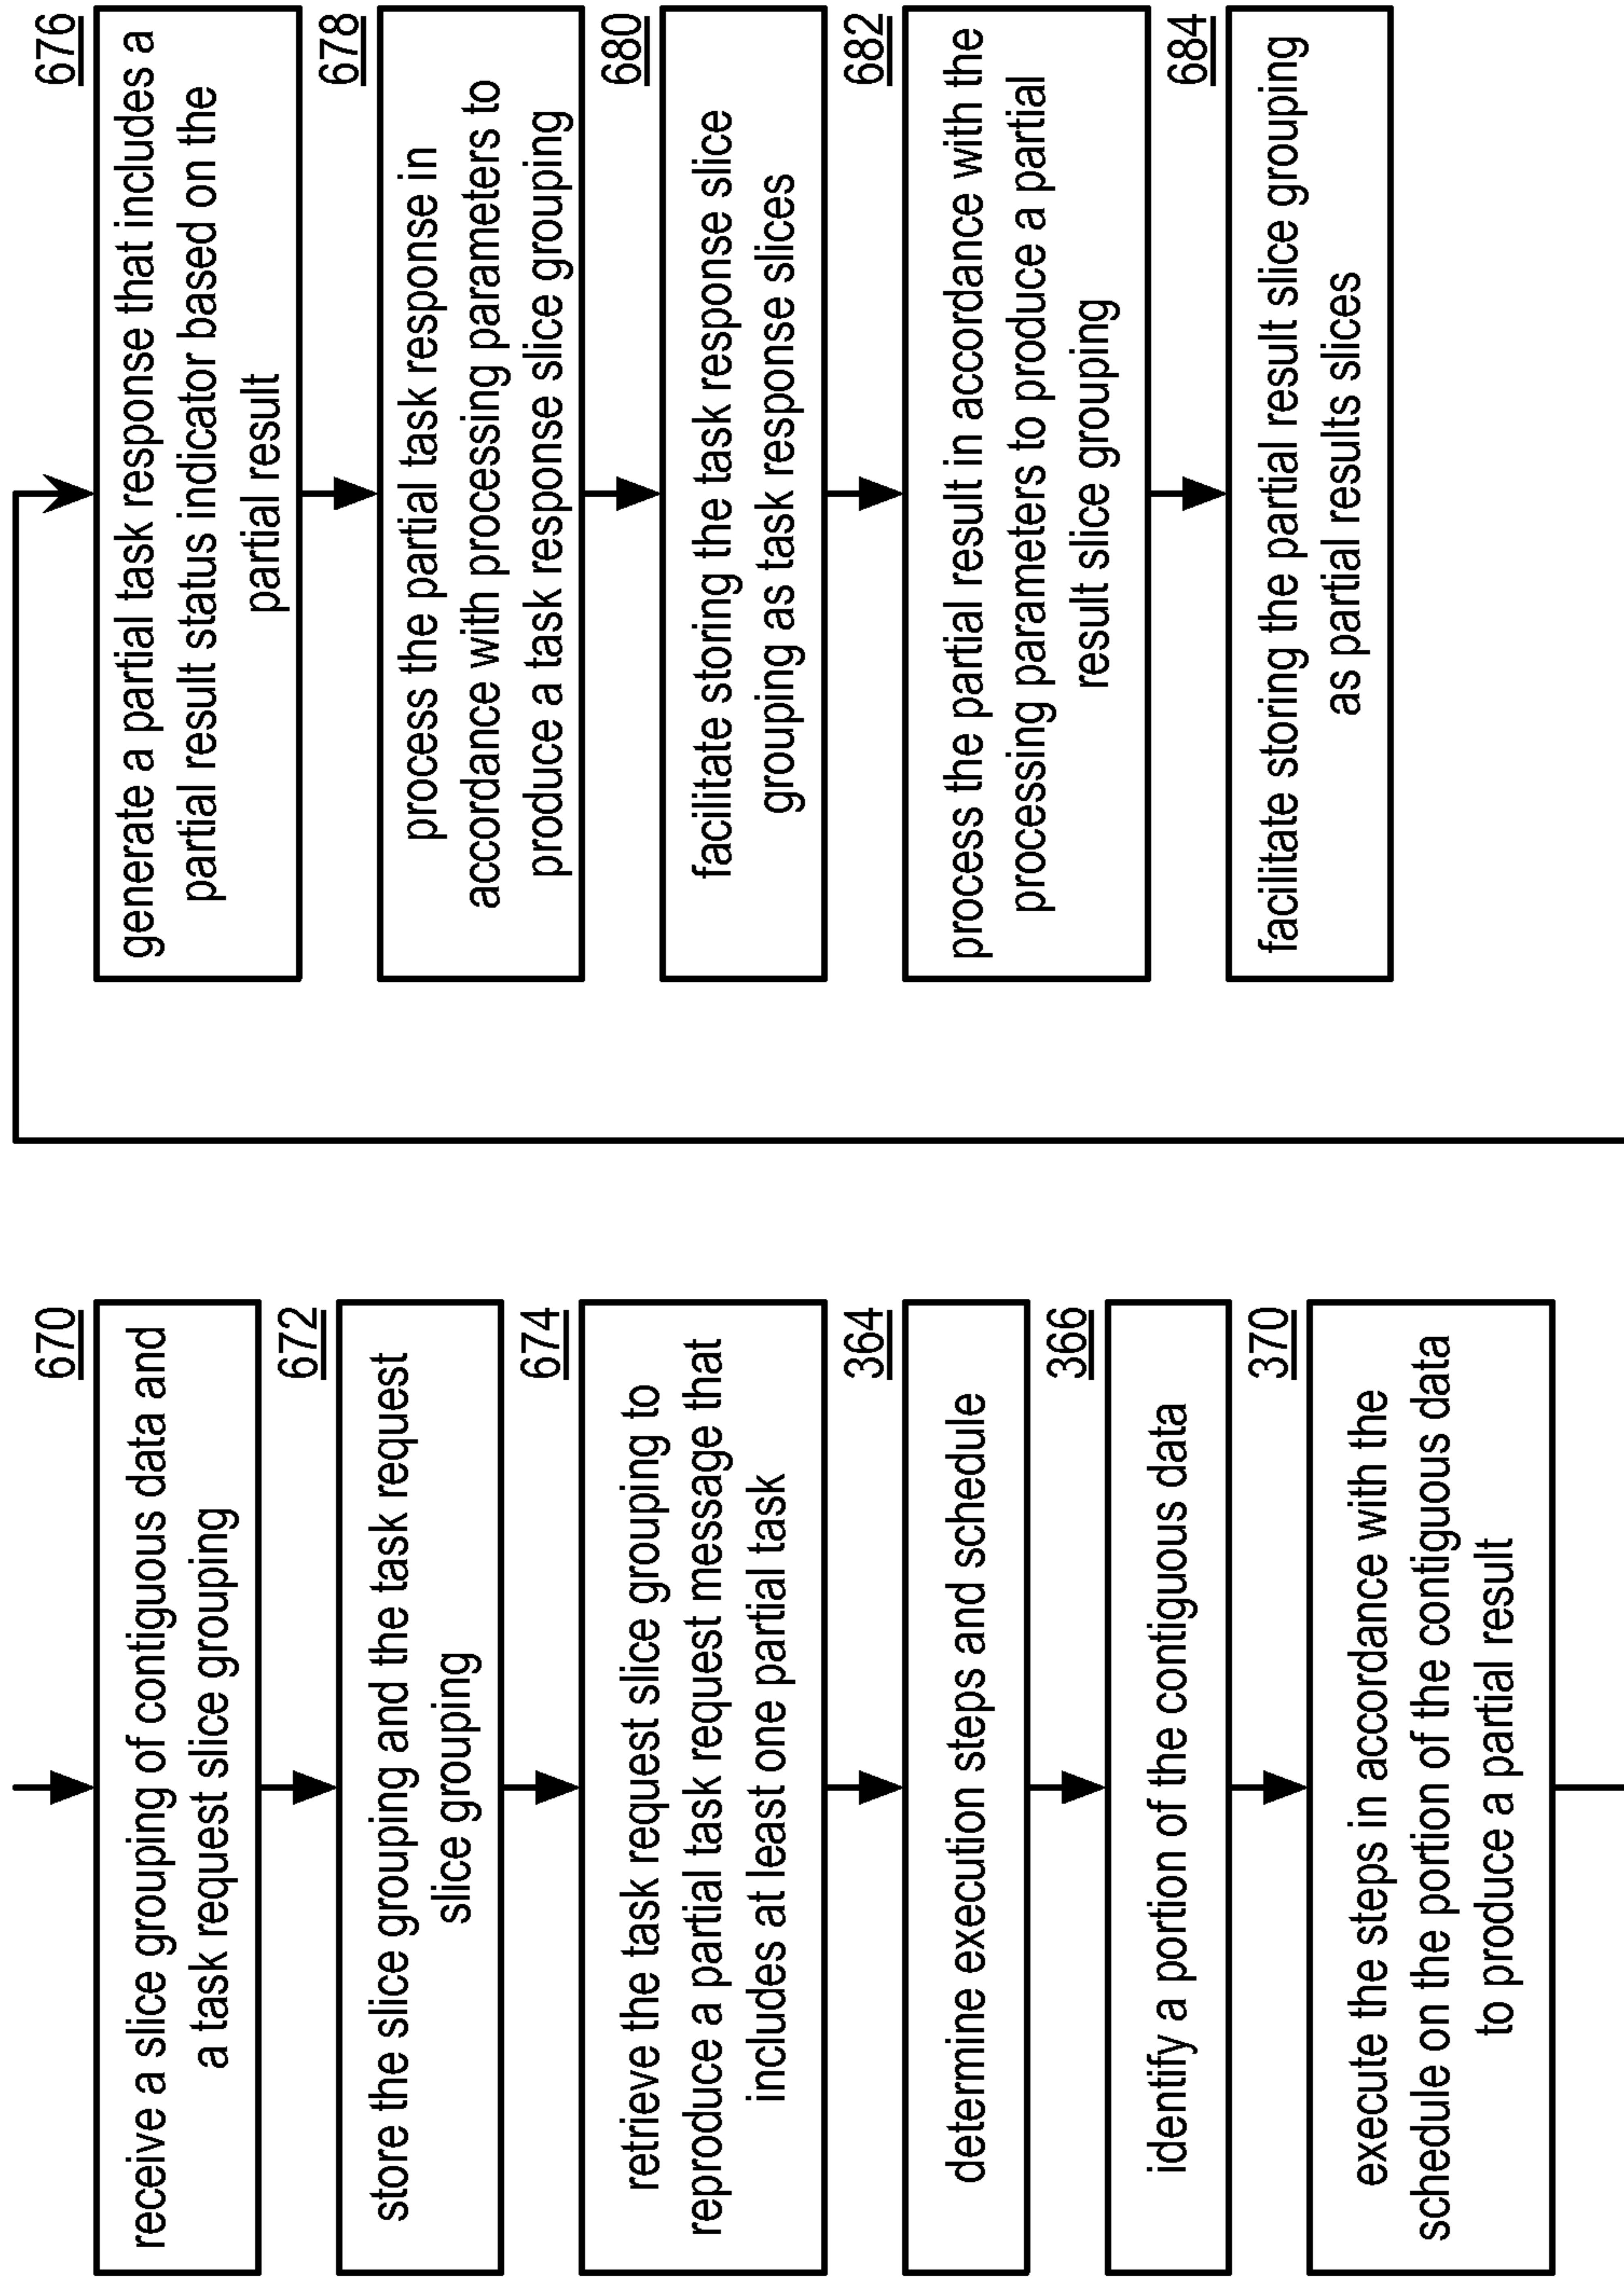 670
receive a slice grouping of contiguous data and
a task request slice grouping
672
store the slice grouping and the task request
slice grouping
674
retrieve the task request slice grouping to
reproduce a partial task request message that
includes at least one partial task
364
determine execution steps and schedule
366
identify a portion of the contiguous data
370
execute the steps in accordance with the
schedule on the portion of the contiguous data
to produce a partial result
676
generate a partial task response that includes a
partial result status indicator based on the
partial result
678
process the partial task response in
accordance with processing parameters to
produce a task response slice grouping
680
facilitate storing the task response slice
grouping as task response slices
682
process the partial result in accordance with the
processing parameters to produce a partial
result slice grouping
684
facilitate storing the partial result slice grouping
as partial results slices